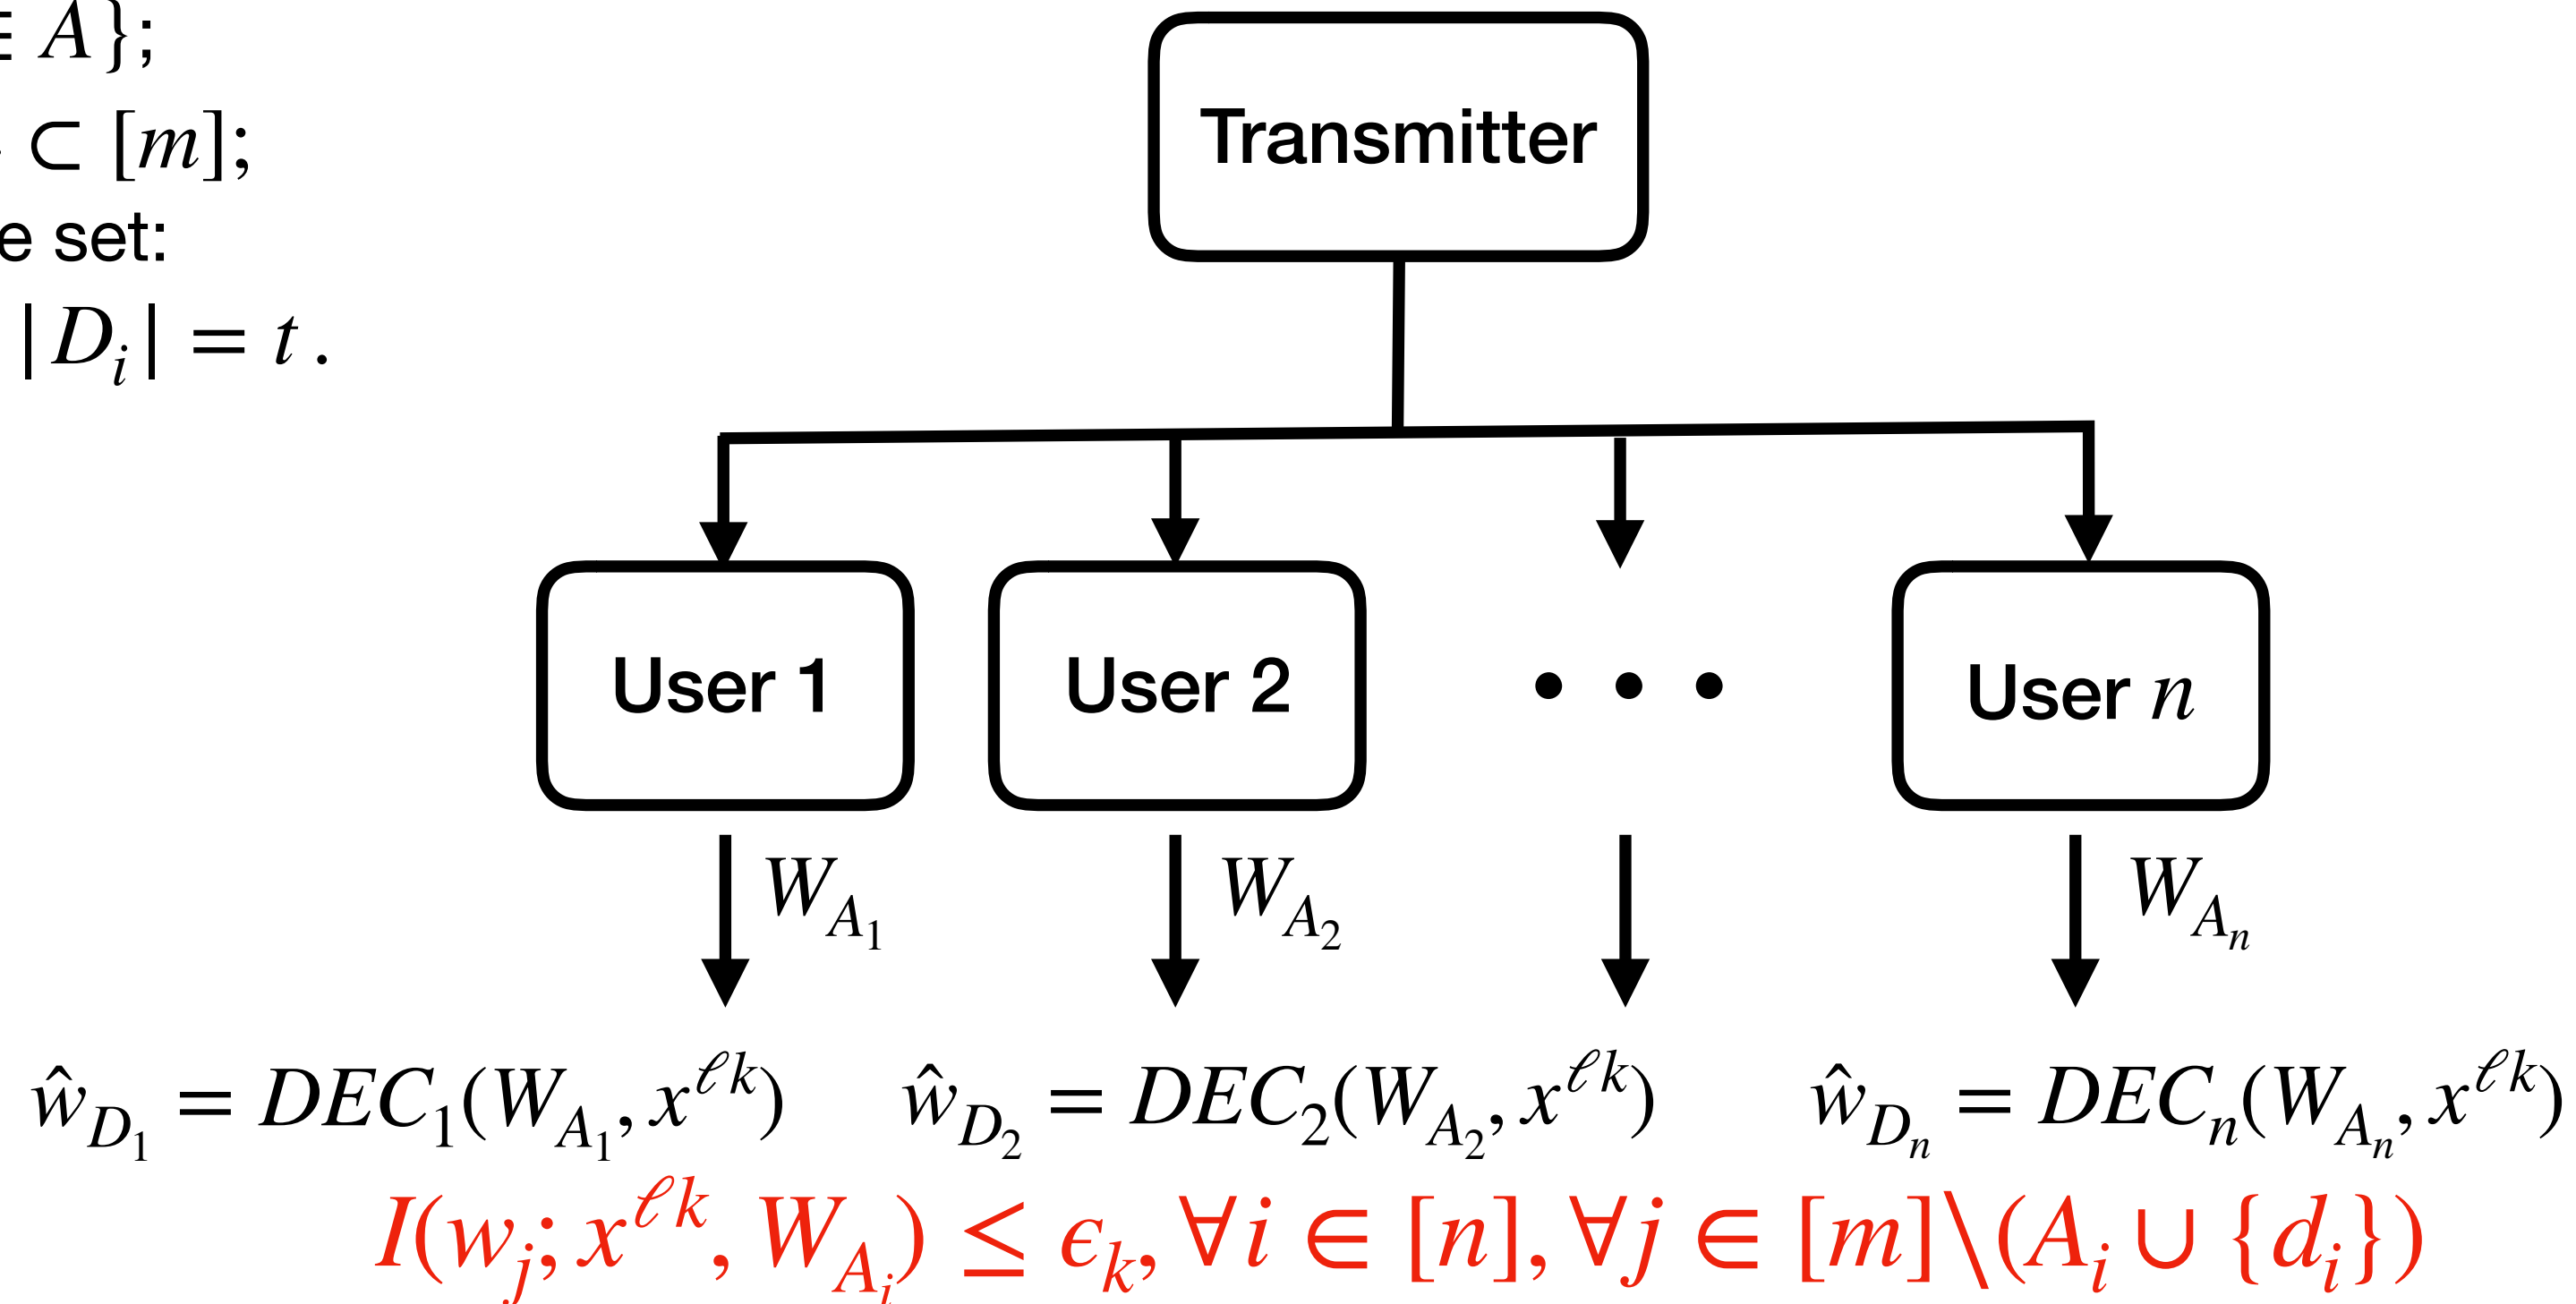 ∈ A};
⊂ [m];
e set:
|D_i| = t.
Transmitter
User 1 User 2 • • • User n
W_{A_1} W_{A_2} W_{A_n}
ŵ_{D_1} = DEC_1(W_{A_1}, x^{ℓk}) ŵ_{D_2} = DEC_2(W_{A_2}, x^{ℓk}) ŵ_{D_n} = DEC_n(W_{A_n}, x^{ℓk})
I(w_j; x^{ℓk}, W_{A_i}) ≤ ϵ_k, ∀i ∈ [n], ∀j ∈ [m]\(A_i ∪ {d_i})